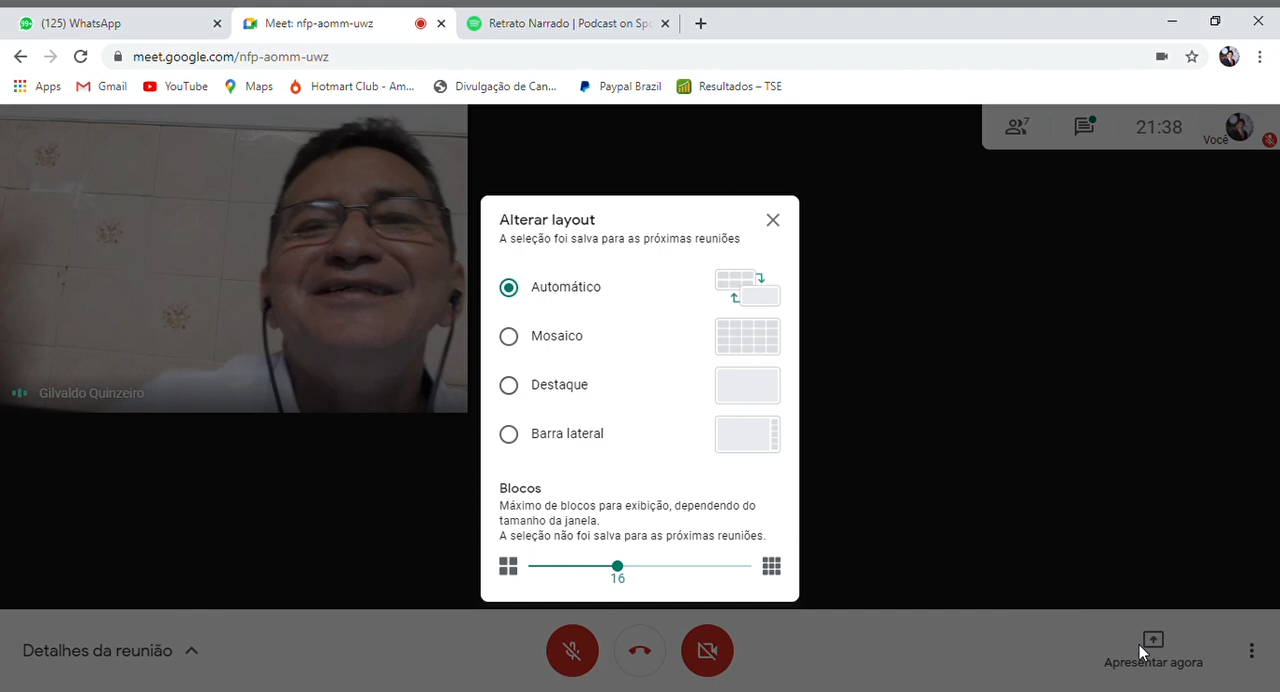 99+ (125) WhatsApp
Meet: nfp-aomm-uwz
Retrato Narrado | Podcast on Spo
meet.google.com/nfp-aomm-uwz
Apps Gmail YouTube Maps Hotmart Club - Am... Divulgação de Can... Paypal Brazil Resultados – TSE
7
21:38
Você
Gilvaldo Quinzeiro
Alterar layout
A seleção foi salva para as próximas reuniões
Automático
Mosaico
Destaque
Barra lateral
Blocos
Máximo de blocos para exibição, dependendo do
tamanho da janela.
A seleção não foi salva para as próximas reuniões.
16
Detalhes da reunião
Apresentar agora